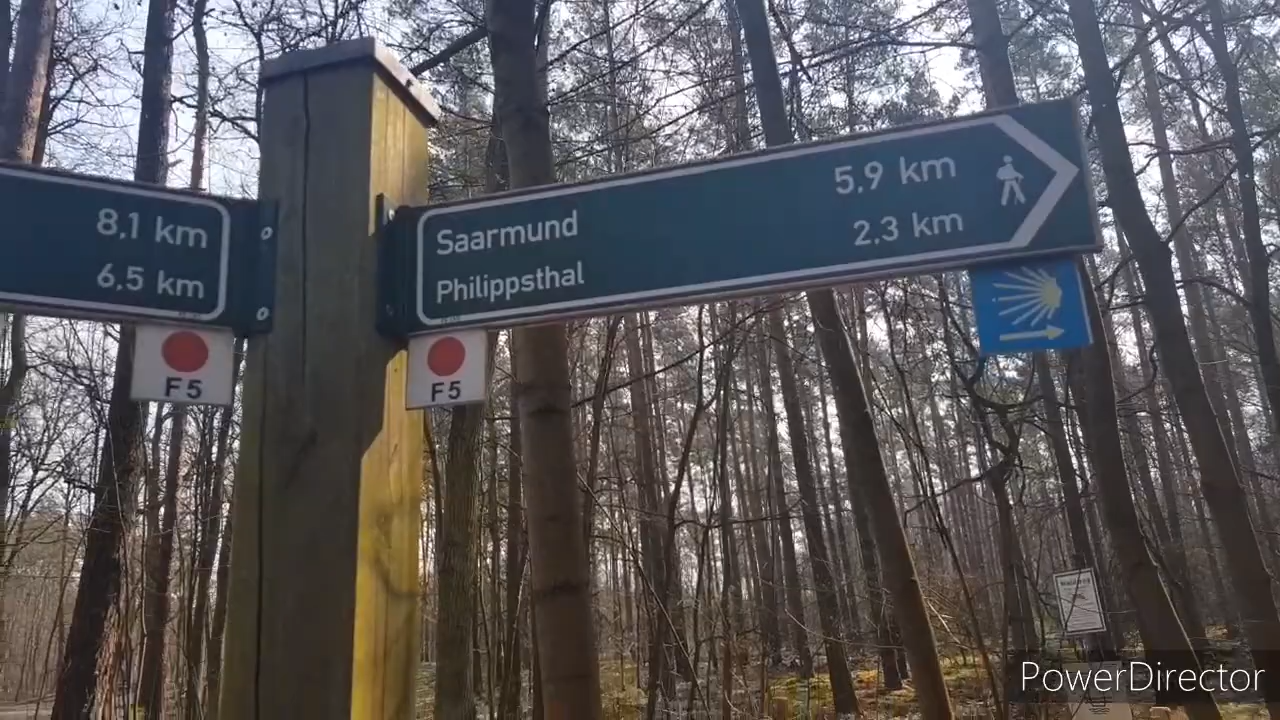 8,1 km
6,5 km
F5
Saarmund 5,9 km
Philippsthal 2,3 km
F5
PowerDirector